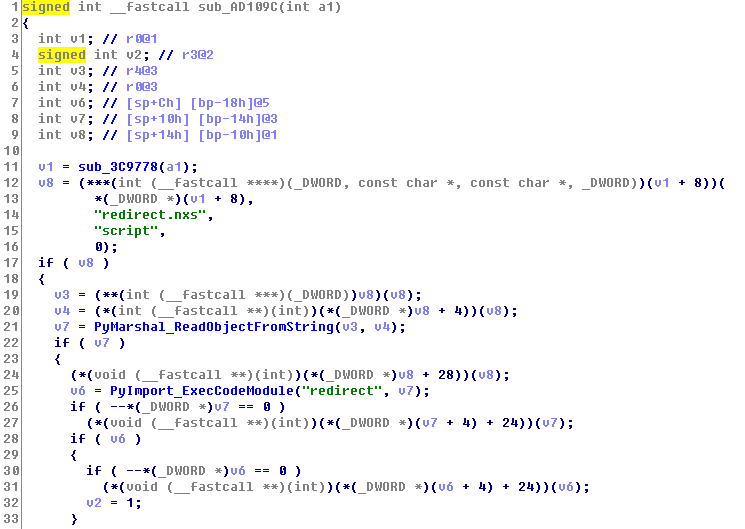 1 signed int __fastcall sub_AD109C(int a1)
2 {
3 int v1; // r0@1
4 signed int v2; // r3@2
5 int v3; // r4@3
6 int v4; // r0@3
7 int v6; // [sp+Ch] [bp-18h]@5
8 int v7; // [sp+10h] [bp-14h]@3
9 int v8; // [sp+14h] [bp-10h]@1
10
11 v1 = sub_3C9778(a1);
12 v8 = (***(int (__fastcall ****)(_DWORD, const char *, const char *, _DWORD))(v1 + 8))(
13 *(_DWORD *)(v1 + 8),
14 "redirect.nxs",
15 "script",
16 0);
17 if ( v8 )
18 {
19 v3 = (**(int (__fastcall ***)(_DWORD))v8)(v8);
20 v4 = (*(int (__fastcall **)(int))(*(_DWORD *)v8 + 4))(v8);
21 v7 = PyMarshal_ReadObjectFromString(v3, v4);
22 if ( v7 )
23 {
24 (*(void (__fastcall **)(int))(*(_DWORD *)v8 + 28))(v8);
25 v6 = PyImport_ExecCodeModule("redirect", v7);
26 if ( --*(_DWORD *)v7 == 0 )
27 (*(void (__fastcall **)(int))(*(_DWORD *)(v7 + 4) + 24))(v7);
28 if ( v6 )
29 {
30 if ( --*(_DWORD *)v6 == 0 )
31 (*(void (__fastcall **)(int))(*(_DWORD *)(v6 + 4) + 24))(v6);
32 v2 = 1;
33 }